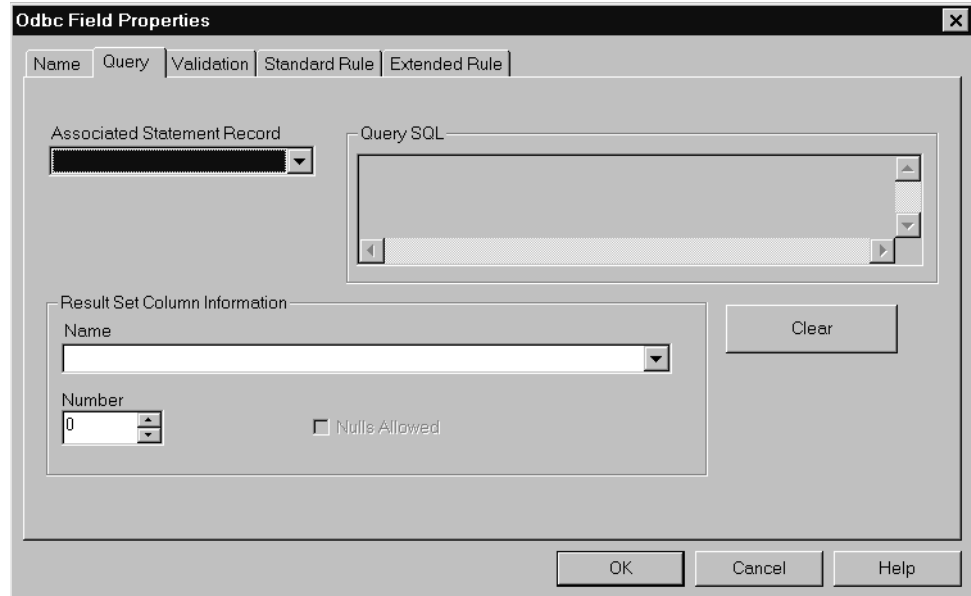 Odbc Field Properties
Name Query Validation Standard Rule Extended Rule
Associated Statement Record
Query SQL
Result Set Column Information
Name
Clear
Number
0
Nulls Allowed
OK Cancel Help